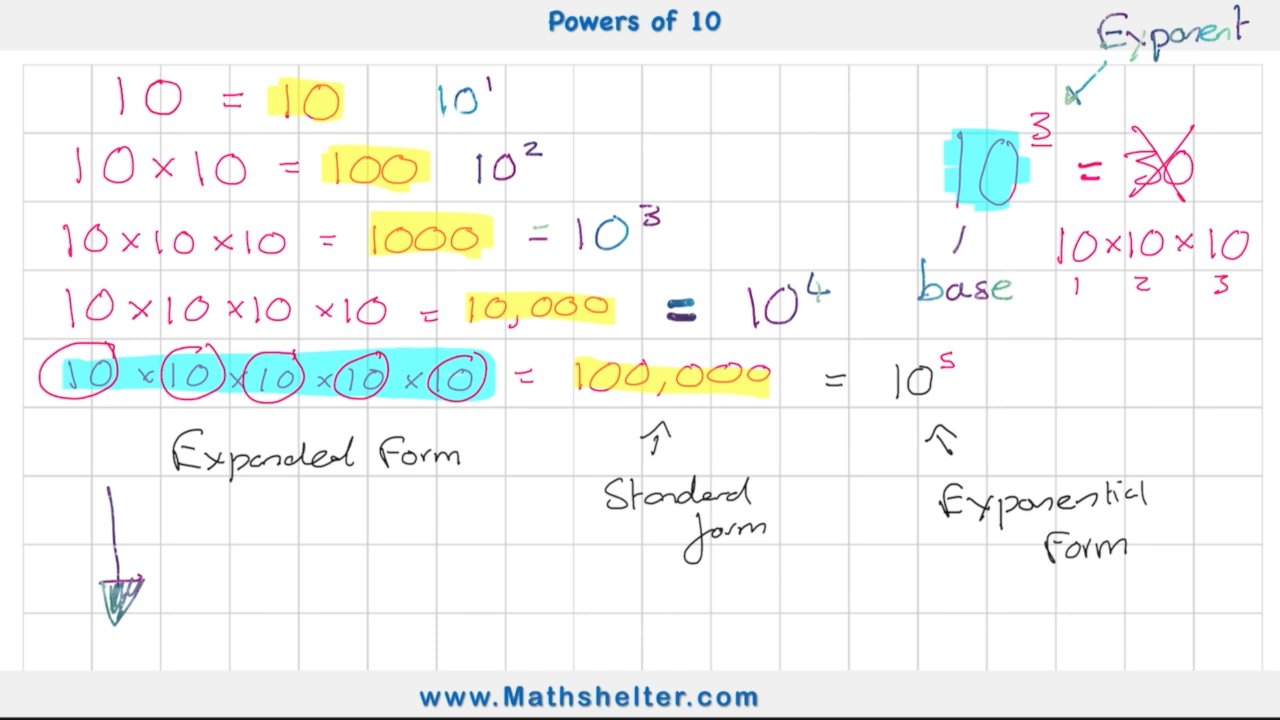 Powers of 10
Exponent
10 = 10 10¹
10 × 10 = 100 10²
10 × 10 × 10 = 1000 = 10³
10 × 10 × 10 × 10 = 10,000 = 10⁴
10 × 10 × 10 × 10 × 10 = 100,000 = 10⁵
10³ = 30
10 × 10 × 10
1 2 3
base
Expanded Form
Standard
form
Exponential
Form
www.Mathshelter.com